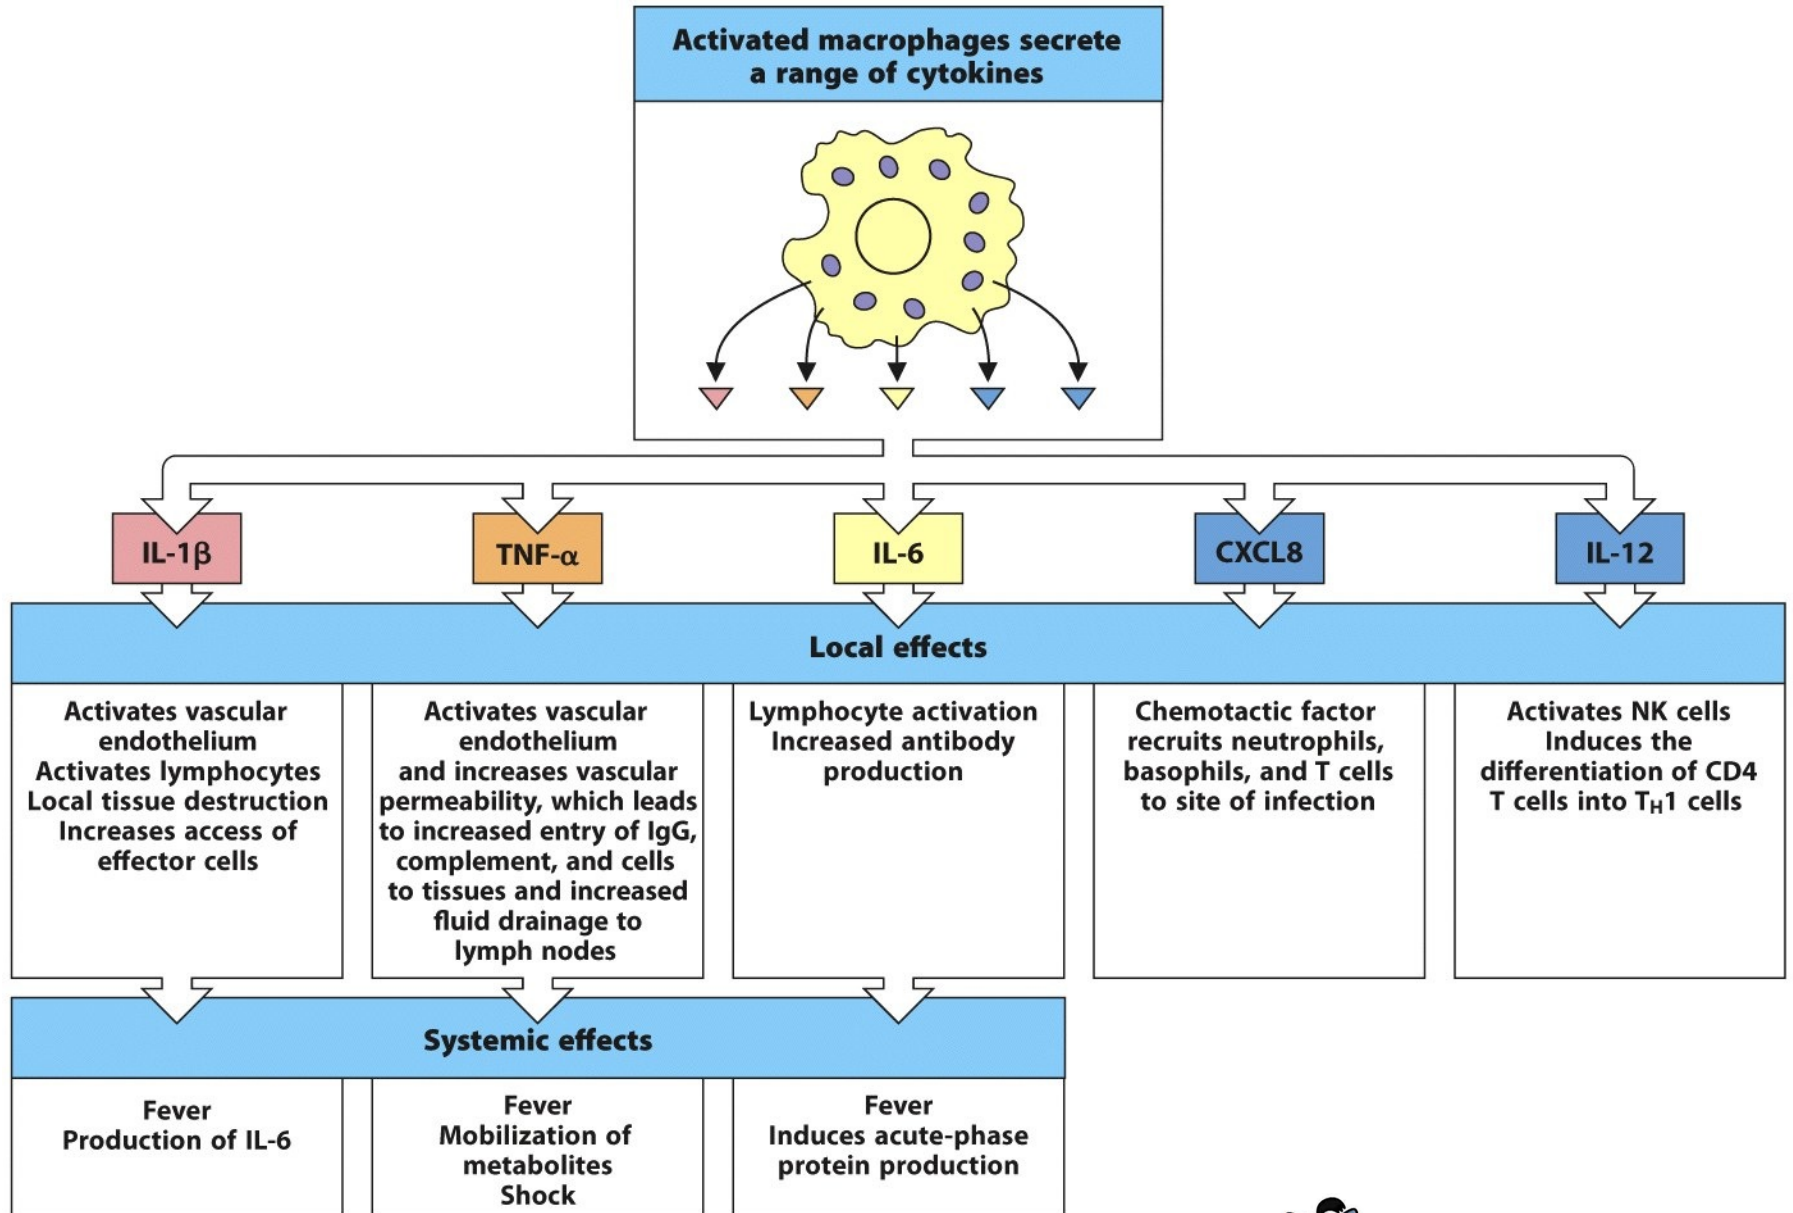 Activated macrophages secrete
a range of cytokines
IL-1β
TNF-α
IL-6
CXCL8
IL-12
Local effects
Activates vascular
endothelium
Activates lymphocytes
Local tissue destruction
Increases access of
effector cells
Activates vascular
endothelium
and increases vascular
permeability, which leads
to increased entry of IgG,
complement, and cells
to tissues and increased
fluid drainage to
lymph nodes
Lymphocyte activation
Increased antibody
production
Chemotactic factor
recruits neutrophils,
basophils, and T cells
to site of infection
Activates NK cells
Induces the
differentiation of CD4
T cells into TH1 cells
Systemic effects
Fever
Production of IL-6
Fever
Mobilization of
metabolites
Shock
Fever
Induces acute-phase
protein production